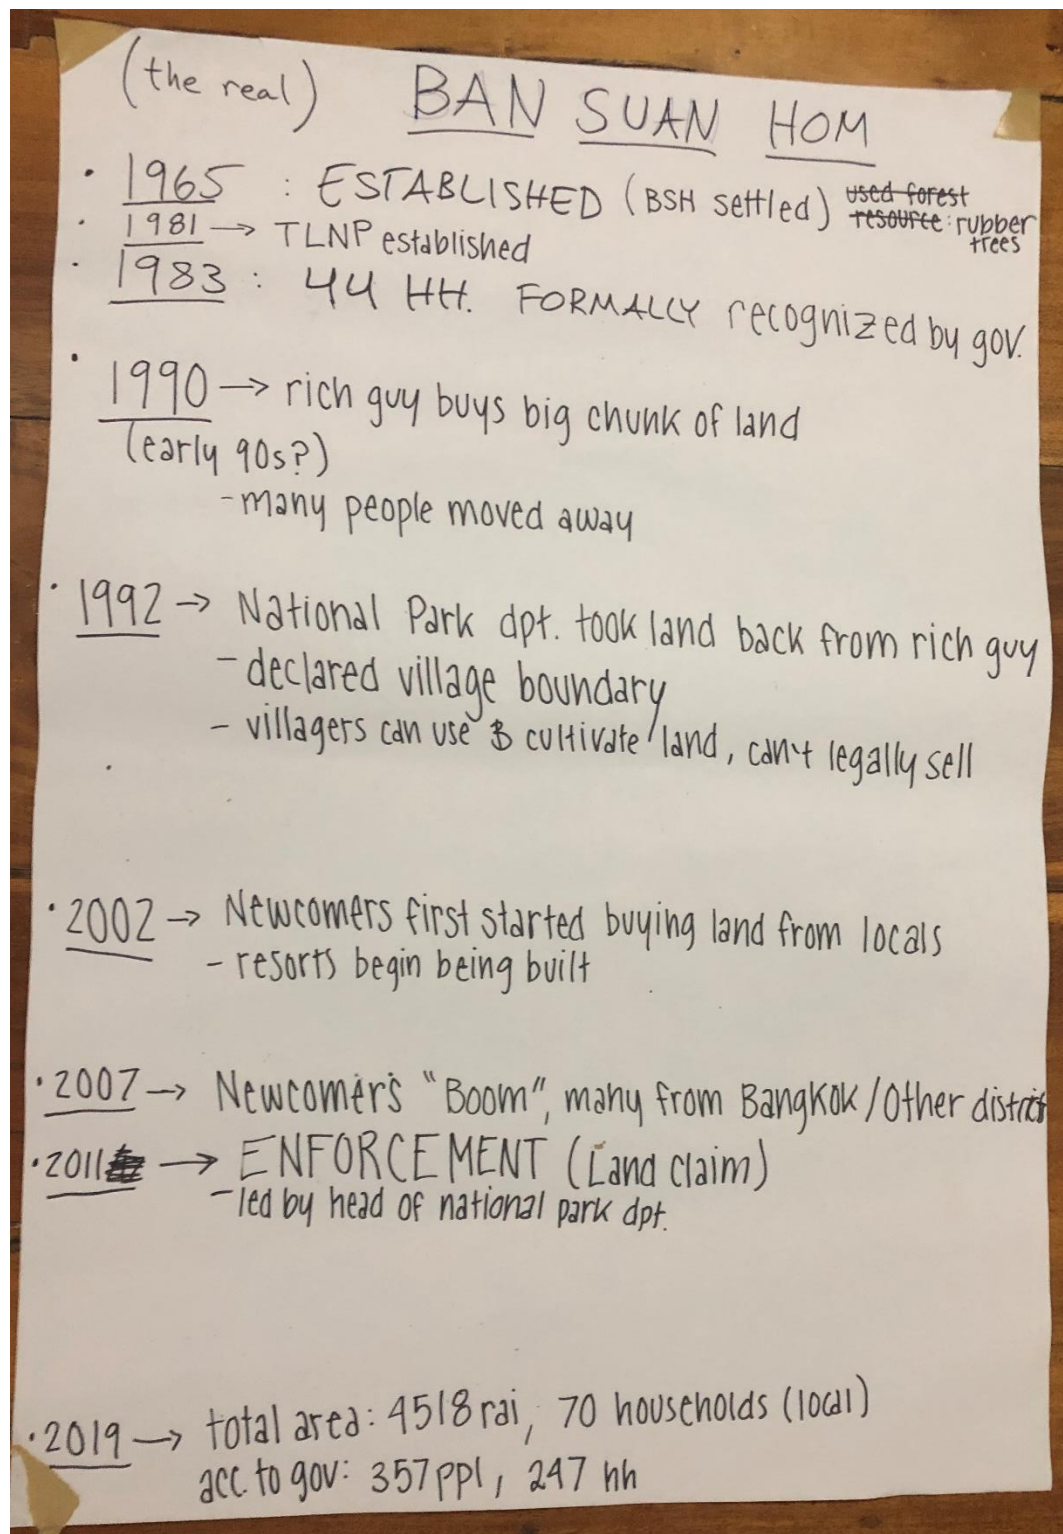 (the real) BAN SUAN HOM
• 1965 : ESTABLISHED (BSH settled) used forest
resource: rubber
trees
• 1981 → TLNP established
• 1983 : 44 HH. FORMALLY recognized by gov.
• 1990 → rich guy buys big chunk of land
(early 90s?)
- many people moved away
• 1992 → National Park dpt. took land back from rich guy
- declared village boundary
- villagers can use & cultivate land, can't legally sell
•
• 2002 → Newcomers first started buying land from locals
- resorts begin being built
• 2007 → Newcomer's "Boom", many from Bangkok/Other district
• 2011 → ENFORCEMENT (Land claim)
- led by head of national park dpt.
• 2019 → total area: 4518 rai, 70 households (local)
acc. to gov: 357 ppl, 247 hh